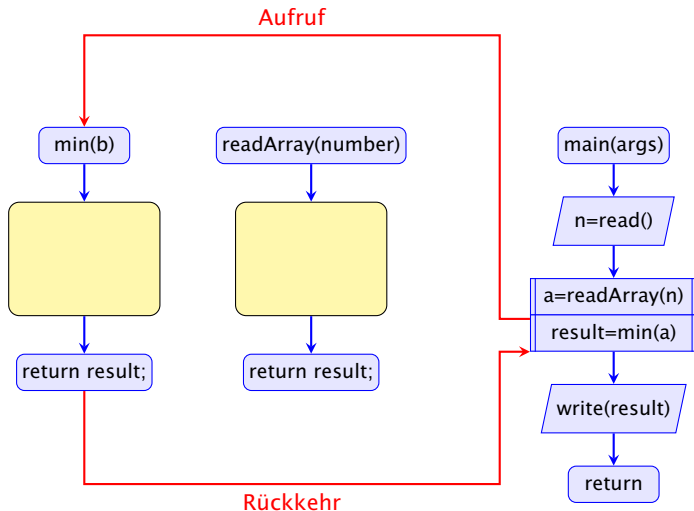 Aufruf
min(b)
readArray(number)
main(args)
n=read()
a=readArray(n)
result=min(a)
return result;
return result;
write(result)
return
Rückkehr